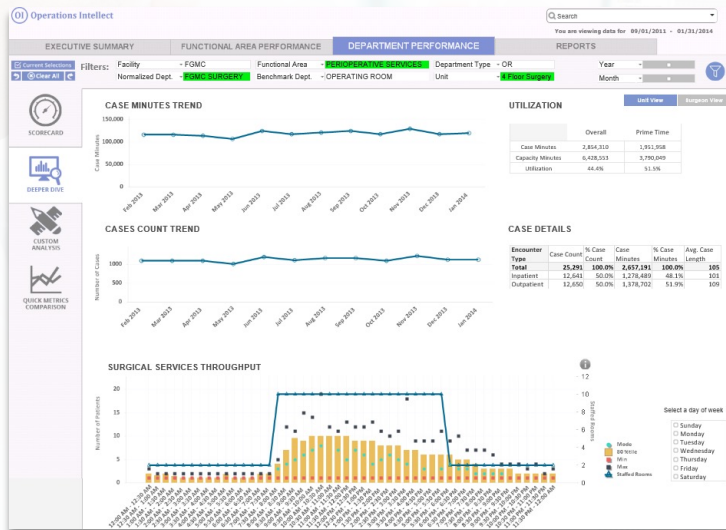 OI Operations Intellect
Search
You are viewing data for 09/01/2011 - 01/31/2014
EXECUTIVE SUMMARY FUNCTIONAL AREA PERFORMANCE DEPARTMENT PERFORMANCE REPORTS
Current Selections
Clear All
Filters:
Facility - FGMC Functional Area - PERIOPERATIVE SERVICES Department Type - OR Year
Normalized Dept. - FGMC SURGERY Benchmark Dept. - OPERATING ROOM Unit - 4 Floor Surgery Month
SCORECARD
DEEPER DIVE
CUSTOM
ANALYSIS
QUICK METRICS
COMPARISON
CASE MINUTES TREND
Case Minutes
150,000
100,000
50,000
0
Feb 2013 Mar 2013 Apr 2013 May 2013 Jun 2013 Jul 2013 Aug 2013 Sep 2013 Oct 2013 Nov 2013 Dec 2013 Jan 2014
UTILIZATION
Unit View Surgeon View
Overall Prime Time
Case Minutes 2,854,310 1,951,958
Capacity Minutes 6,428,553 3,790,049
Utilization 44.4% 51.5%
CASES COUNT TREND
Number of Cases
1000
500
0
Feb 2013 Mar 2013 Apr 2013 May 2013 Jun 2013 Jul 2013 Aug 2013 Sep 2013 Oct 2013 Nov 2013 Dec 2013 Jan 2014
CASE DETAILS
Encounter Type Case Count % Case Count Case Minutes % Case Minutes Avg. Case Length
Total 25,291 100.0% 2,657,191 100.0% 105
Inpatient 12,641 50.0% 1,278,489 48.1% 101
Outpatient 12,650 50.0% 1,378,702 51.9% 109
SURGICAL SERVICES THROUGHPUT
Number of Patients
20
15
10
5
0
12
10
8
6
4
2
0
Staffed Rooms
Mode
Min
Max
Staffed Rooms
Select a day of week
Sunday
Monday
Tuesday
Wednesday
Thursday
Friday
Saturday